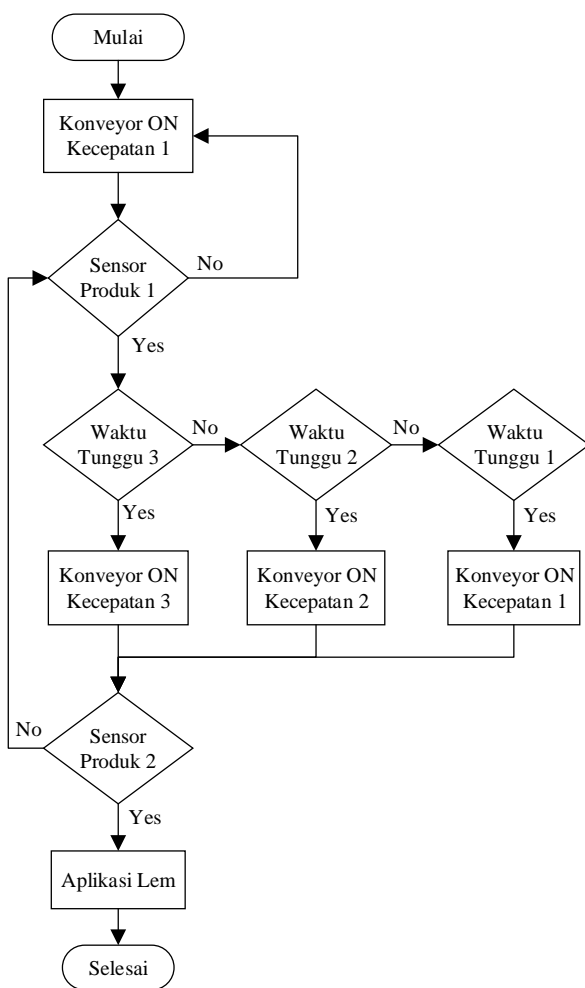 Mulai
Konveyor ON
Kecepatan 1
Sensor
Produk 1
No
Yes
Waktu
Tunggu 3
No
Waktu
Tunggu 2
No
Waktu
Tunggu 1
Yes
Yes
Yes
Konveyor ON
Kecepatan 3
Konveyor ON
Kecepatan 2
Konveyor ON
Kecepatan 1
No
Sensor
Produk 2
Yes
Aplikasi Lem
Selesai